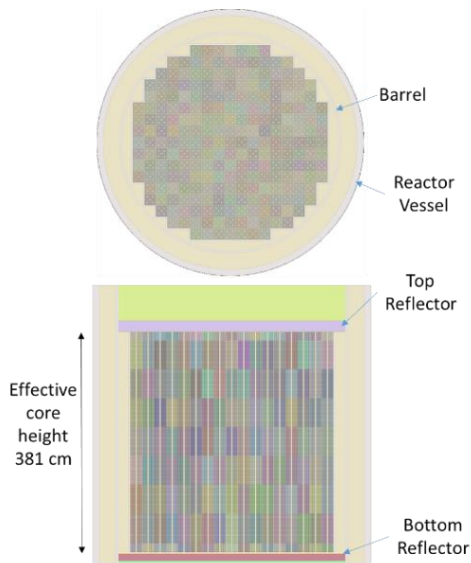 Barrel
Reactor
Vessel
Top
Reflector
Effective
core
height
381 cm
Bottom
Reflector